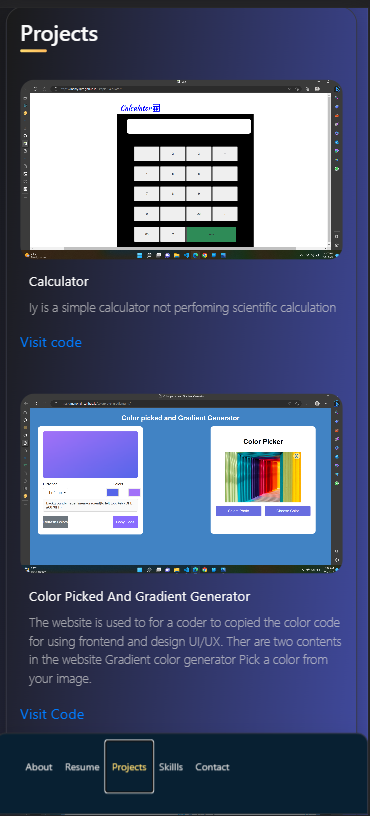 Projects
Calculator
Calculator
Iy is a simple calculator not perfoming scientific calculation
Visit code
Color picked and Gradient Generator
Color Picker
Color Picked And Gradient Generator
The website is used to for a coder to copied the color code
for using frontend and design UI/UX. Ther are two contents
in the website Gradient color generator Pick a color from
your image.
Visit Code
About Resume Projects Skillls Contact